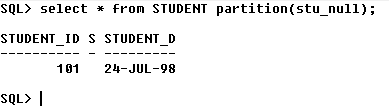 SQL> select * from STUDENT partition(stu_null);
STUDENT_ID S STUDENT_D
---------- - ---------
       101   24-JUL-98
SQL>